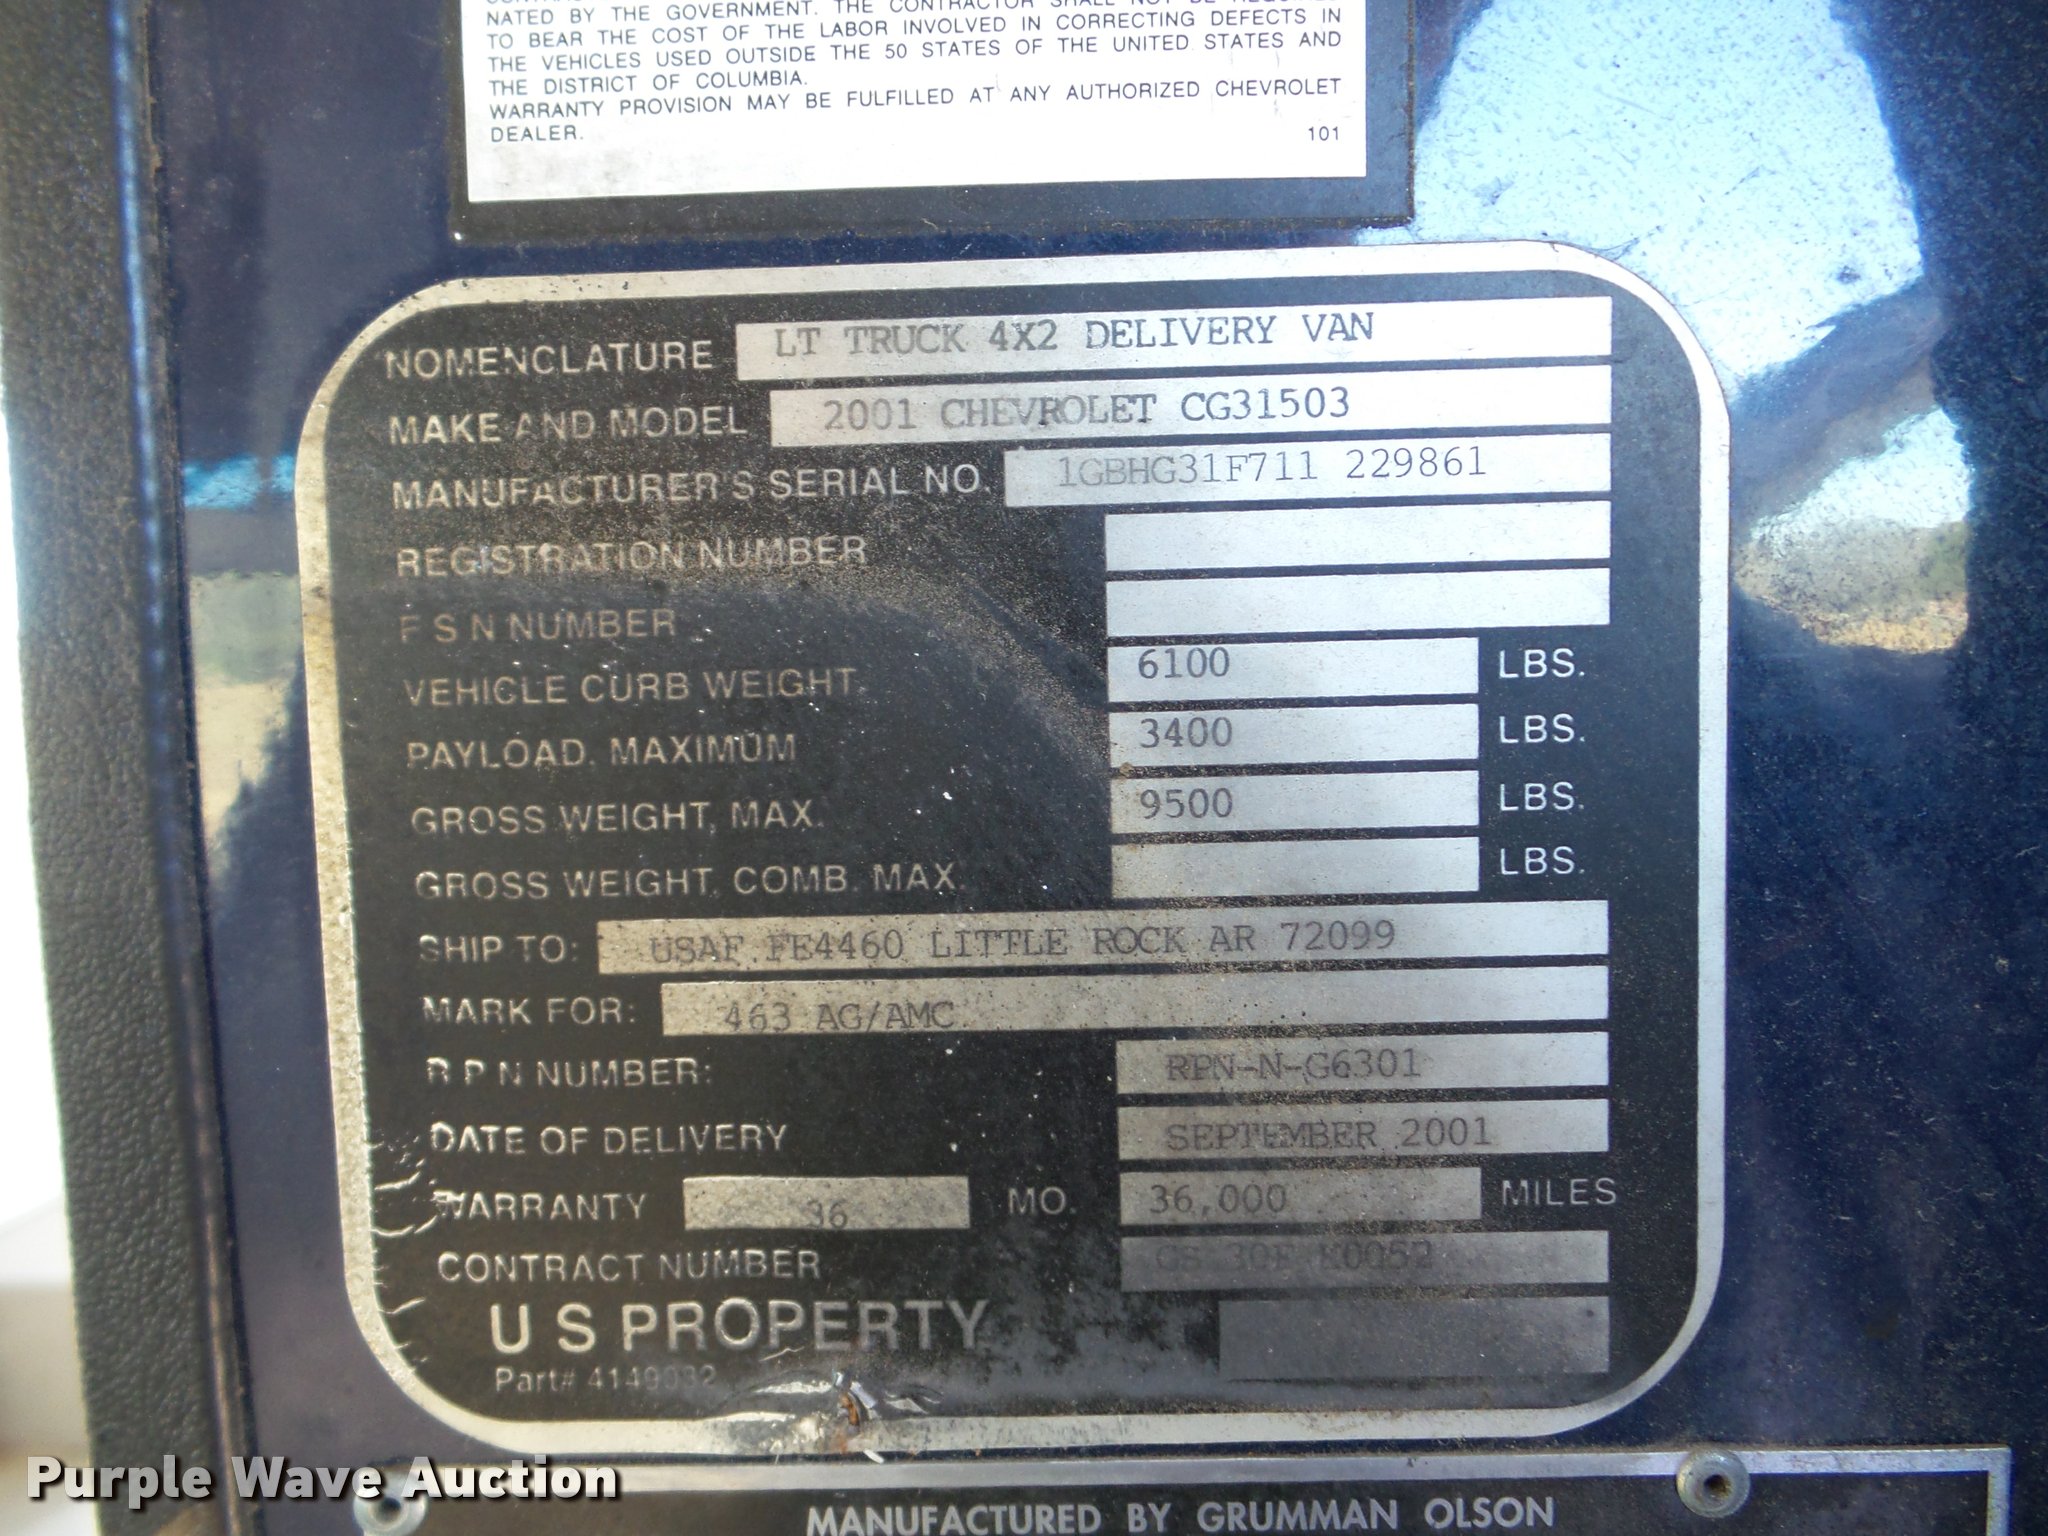 NATED BY THE GOVERNMENT. THE CONTRACTOR SHALL NOT BE REQUIRED
TO BEAR THE COST OF THE LABOR INVOLVED IN CORRECTING DEFECTS IN
THE VEHICLES USED OUTSIDE THE 50 STATES OF THE UNITED STATES AND
THE DISTRICT OF COLUMBIA.
WARRANTY PROVISION MAY BE FULFILLED AT ANY AUTHORIZED CHEVROLET
DEALER. 101
NOMENCLATURE LT TRUCK 4X2 DELIVERY VAN
MAKE AND MODEL 2001 CHEVROLET CG31503
MANUFACTURER'S SERIAL NO. 1GBHG31F711 229861
REGISTRATION NUMBER
F S N NUMBER
VEHICLE CURB WEIGHT. 6100 LBS.
PAYLOAD. MAXIMUM 3400 LBS.
GROSS WEIGHT, MAX. 9500 LBS.
GROSS WEIGHT. COMB. MAX. LBS.
SHIP TO: USAF FE4460 LITTLE ROCK AR 72099
MARK FOR: 463 AG/AMC
R P N NUMBER: RPN-N-G6301
DATE OF DELIVERY SEPTEMBER 2001
WARRANTY 36 MO. 36,000 MILES
CONTRACT NUMBER GS 30F K0052
U S PROPERTY
Part# 4149932
MANUFACTURED BY GRUMMAN OLSON
Purple Wave Auction